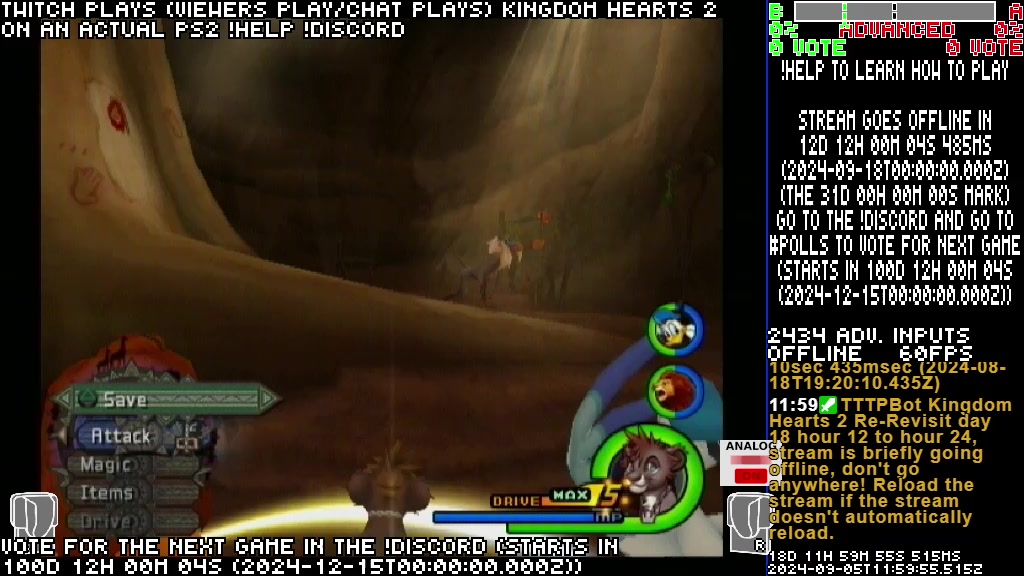 TWITCH PLAYS (VIEWERS PLAY/CHAT PLAYS) KINGDOM HEARTS 2
ON AN ACTUAL PS2 !HELP !DISCORD
B A
0% ADVANCED 0%
0 VOTE 0 VOTE
!HELP TO LEARN HOW TO PLAY
STREAM GOES OFFLINE IN
12D 12H 00M 04S 485MS
(2024-09-18T00:00:00.000Z)
(THE 31D 00H 00M 00S MARK)
GO TO THE !DISCORD AND GO TO
#POLLS TO VOTE FOR NEXT GAME
(STARTS IN 100D 12H 00M 04S
(2024-12-15T00:00:00.000Z))
2434 ADV. INPUTS
OFFLINE 60FPS
10sec 435msec (2024-08-
18T19:20:10.435Z)
11:59 TTTPBot Kingdom
Hearts 2 Re-Revisit day
18 hour 12 to hour 24,
stream is briefly going
offline, don't go
anywhere! Reload the
stream if the stream
doesn't automatically
reload.
18D 11H 59M 55S 515MS
2024-09-05T11:59:55.515Z
Save
Attack
Magic
Items
Drive
DRIVE MAX 5
MP
ANALOG
R
VOTE FOR THE NEXT GAME IN THE !DISCORD (STARTS IN
100D 12H 00M 04S (2024-12-15T00:00:00.000Z))